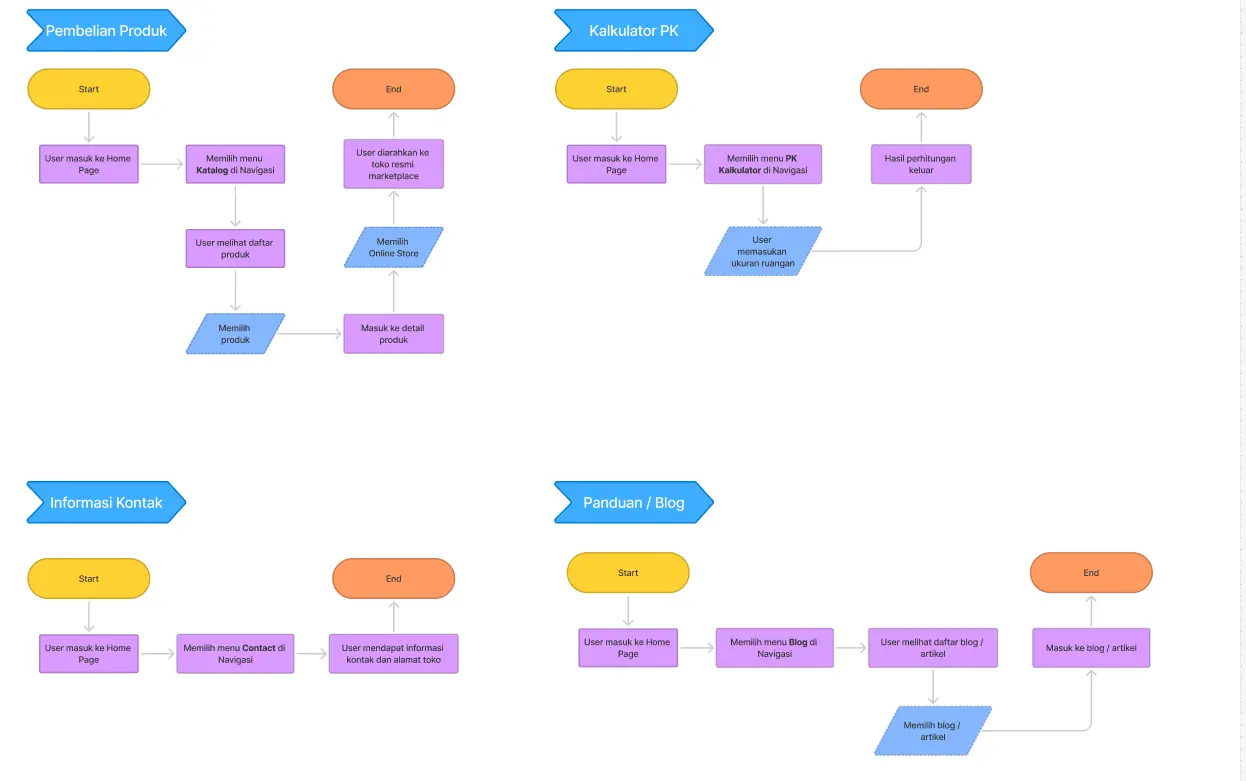 Pembelian Produk
Start
User masuk ke Home
Page
Memilih menu
Katalog di Navigasi
User melihat daftar
produk
Memilih
produk
Masuk ke detail
produk
Memilih
Online Store
User diarahkan ke
toko resmi
marketplace
End
Kalkulator PK
Start
User masuk ke Home
Page
Memilih menu PK
Kalkulator di Navigasi
User
memasukan
ukuran ruangan
Hasil perhitungan
keluar
End
Informasi Kontak
Start
User masuk ke Home
Page
Memilih menu Contact di
Navigasi
User mendapat informasi
kontak dan alamat toko
End
Panduan / Blog
Start
User masuk ke Home
Page
Memilih menu Blog di
Navigasi
User melihat daftar blog /
artikel
Memilih blog /
artikel
Masuk ke blog / artikel
End